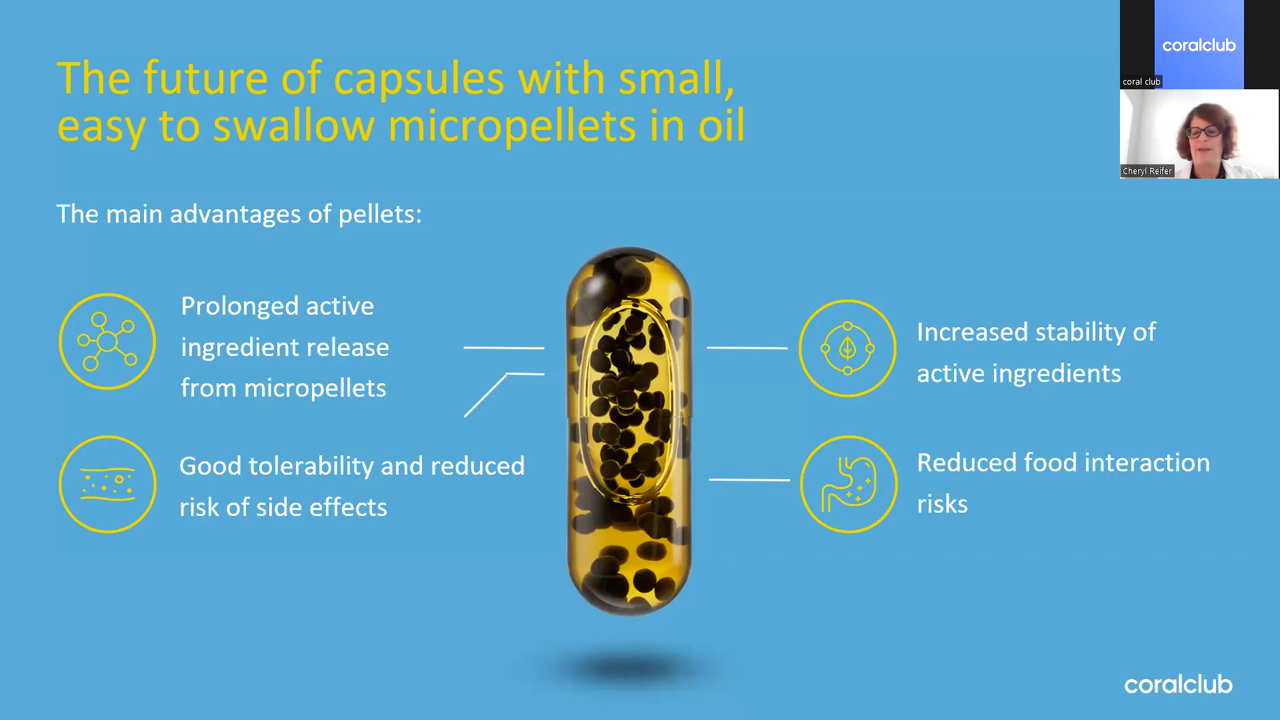 The future of capsules with small,
easy to swallow micropellets in oil
coralclub
coral club
Cheryl Reifer
The main advantages of pellets:
Prolonged active
ingredient release
from micropellets
Good tolerability and reduced
risk of side effects
Increased stability of
active ingredients
Reduced food interaction
risks
coralclub